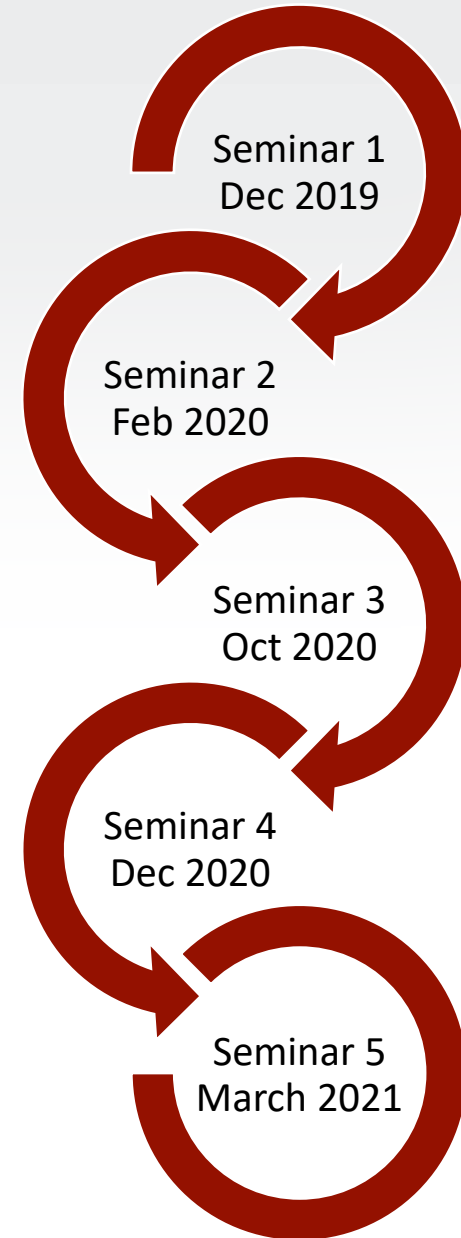 Seminar 1
Dec 2019
Seminar 2
Feb 2020
Seminar 3
Oct 2020
Seminar 4
Dec 2020
Seminar 5
March 2021